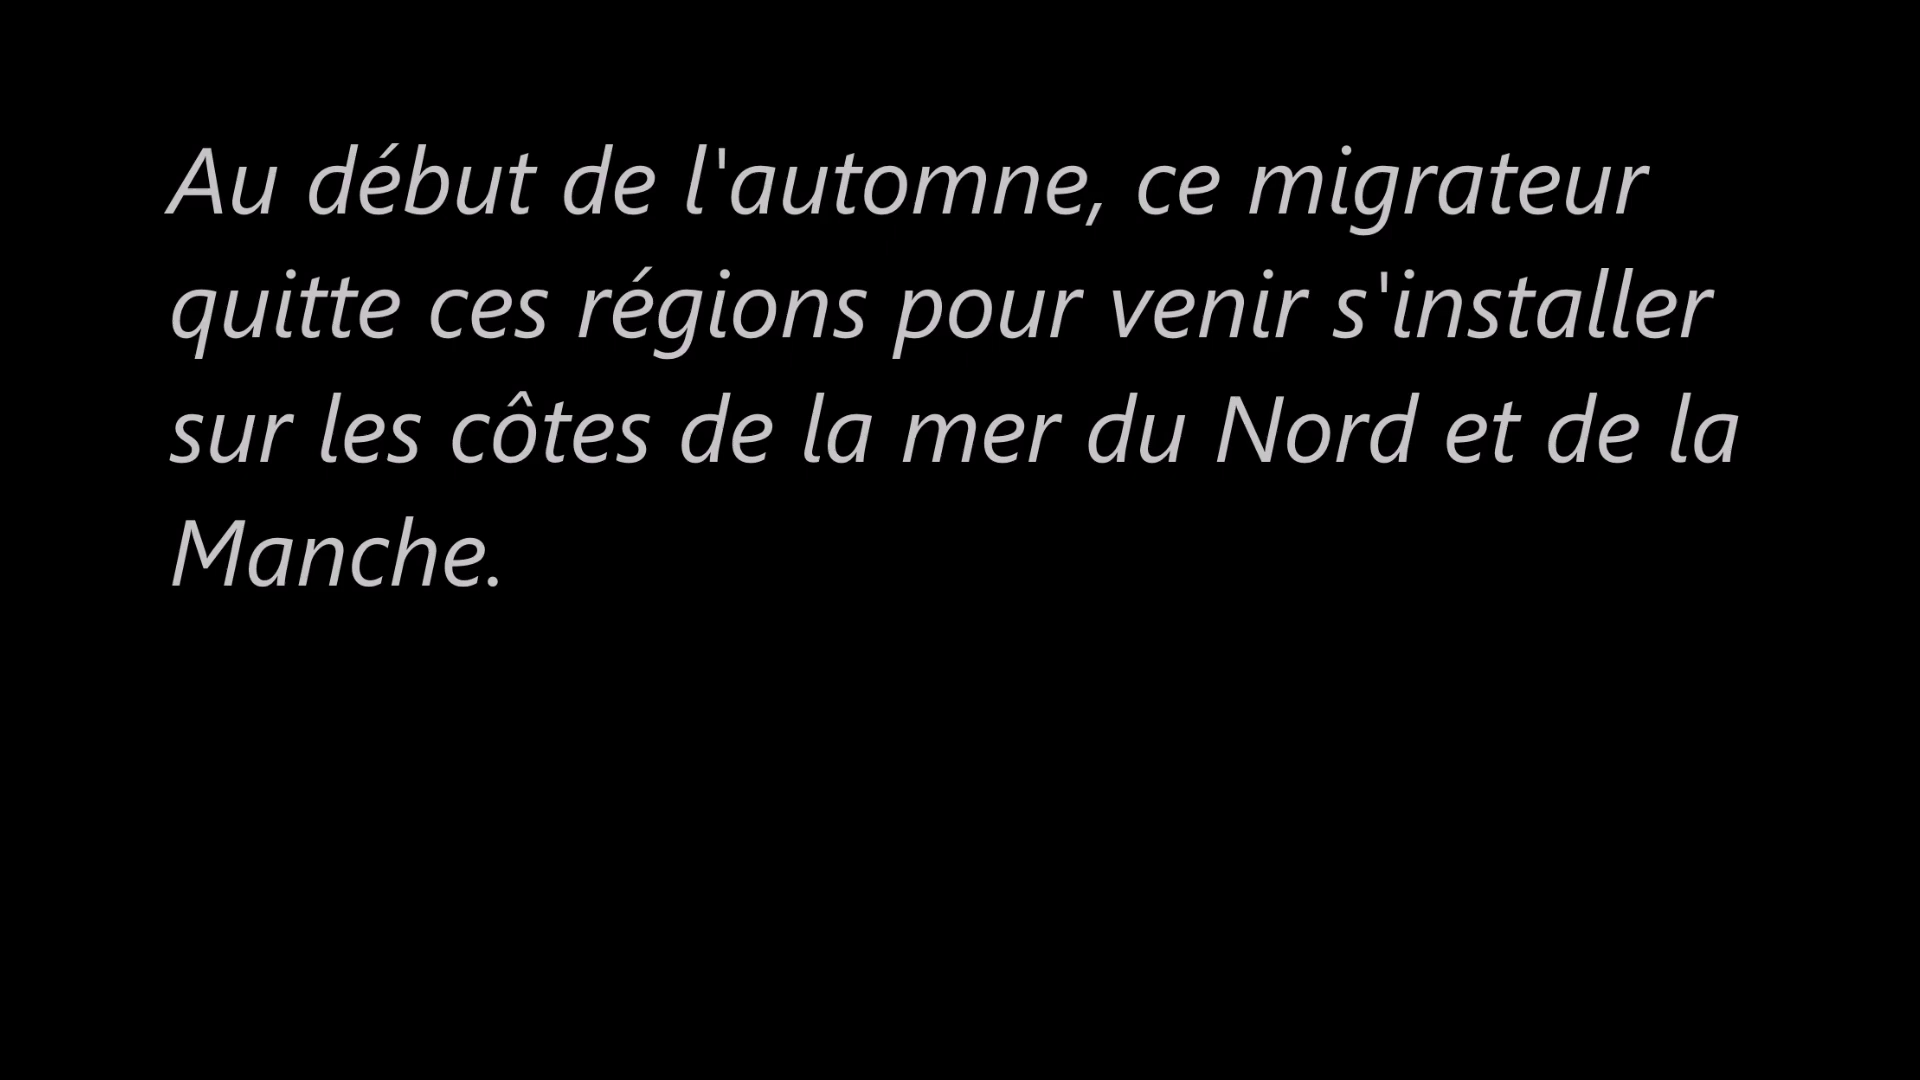 Au début de l'automne, ce migrateur
quitte ces régions pour venir s'installer
sur les côtes de la mer du Nord et de la
Manche.